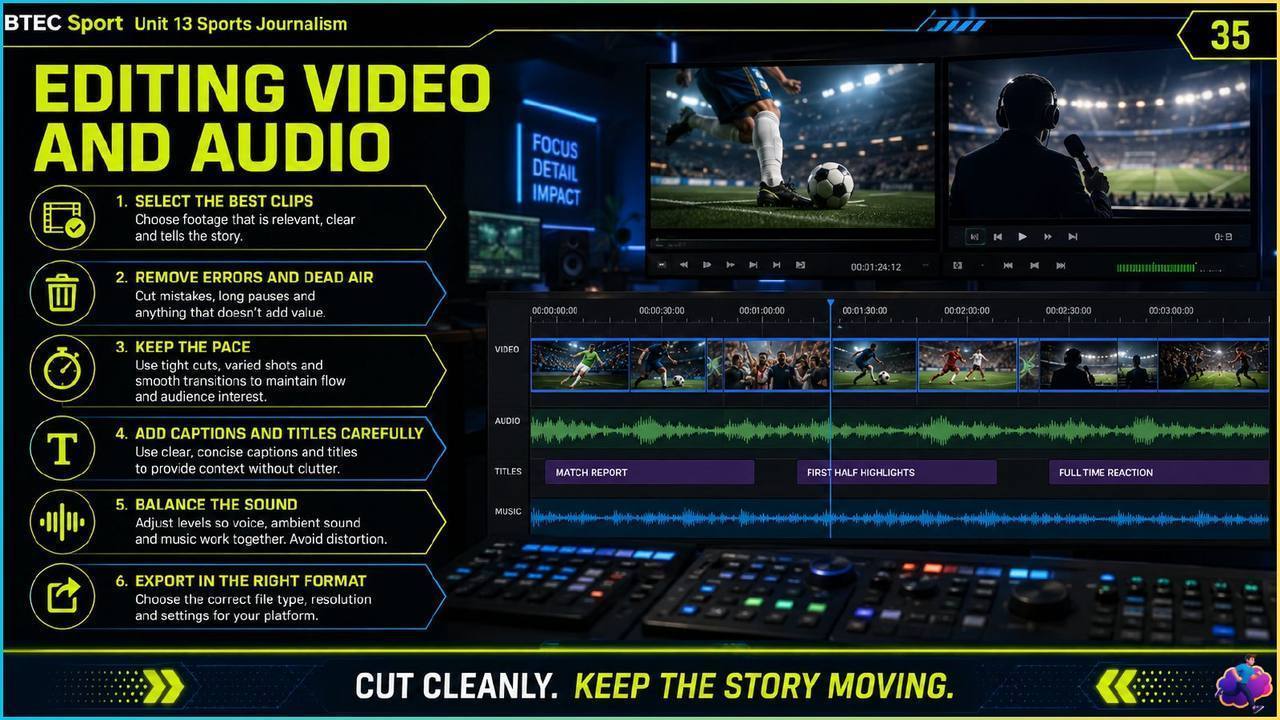 BTEC Sport Unit 13 Sports Journalism
35
EDITING VIDEO
AND AUDIO
1. SELECT THE BEST CLIPS
Choose footage that is relevant, clear
and tells the story.
2. REMOVE ERRORS AND DEAD AIR
Cut mistakes, long pauses and
anything that doesn't add value.
3. KEEP THE PACE
Use tight cuts, varied shots and
smooth transitions to maintain flow
and audience interest.
4. ADD CAPTIONS AND TITLES CAREFULLY
Use clear, concise captions and titles
to provide context without clutter.
5. BALANCE THE SOUND
Adjust levels so voice, ambient sound
and music work together. Avoid distortion.
6. EXPORT IN THE RIGHT FORMAT
Choose the correct file type, resolution
and settings for your platform.
FOCUS
DETAIL
IMPACT
00:01:24:12
00:00:00:00 00:00:30:00 00:01:00:00 00:01:30:00 00:02:00:00 00:02:30:00 00:03:00:00
VIDEO
AUDIO
TITLES MATCH REPORT FIRST HALF HIGHLIGHTS FULL TIME REACTION
MUSIC
CUT CLEANLY. KEEP THE STORY MOVING.